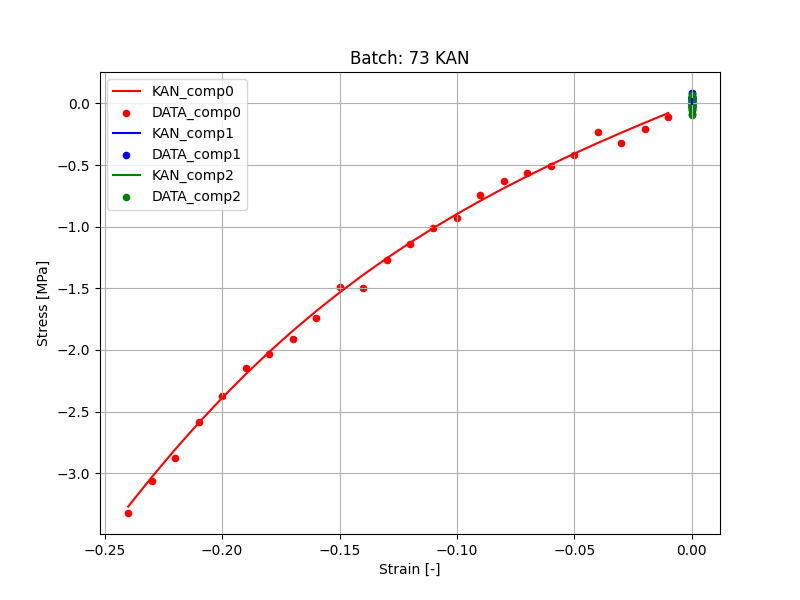 Batch: 73 KAN
KAN_comp0
DATA_comp0
KAN_comp1
DATA_comp1
KAN_comp2
DATA_comp2
0.0
−0.5
−1.0
−1.5
−2.0
−2.5
−3.0
Stress [MPa]
−0.25 −0.20 −0.15 −0.10 −0.05 0.00
Strain [-]